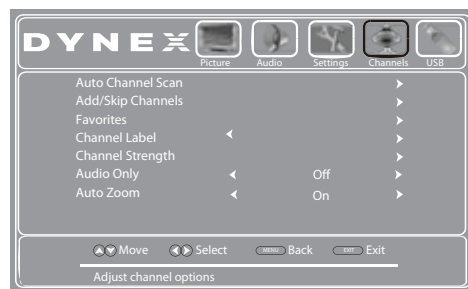 DYNEX
Picture Audio Settings Channels USB
Auto Channel Scan
Add/Skip Channels
Favorites
Channel Label
Channel Strength
Audio Only Off
Auto Zoom On
Move Select MENU Back EXIT Exit
Adjust channel options